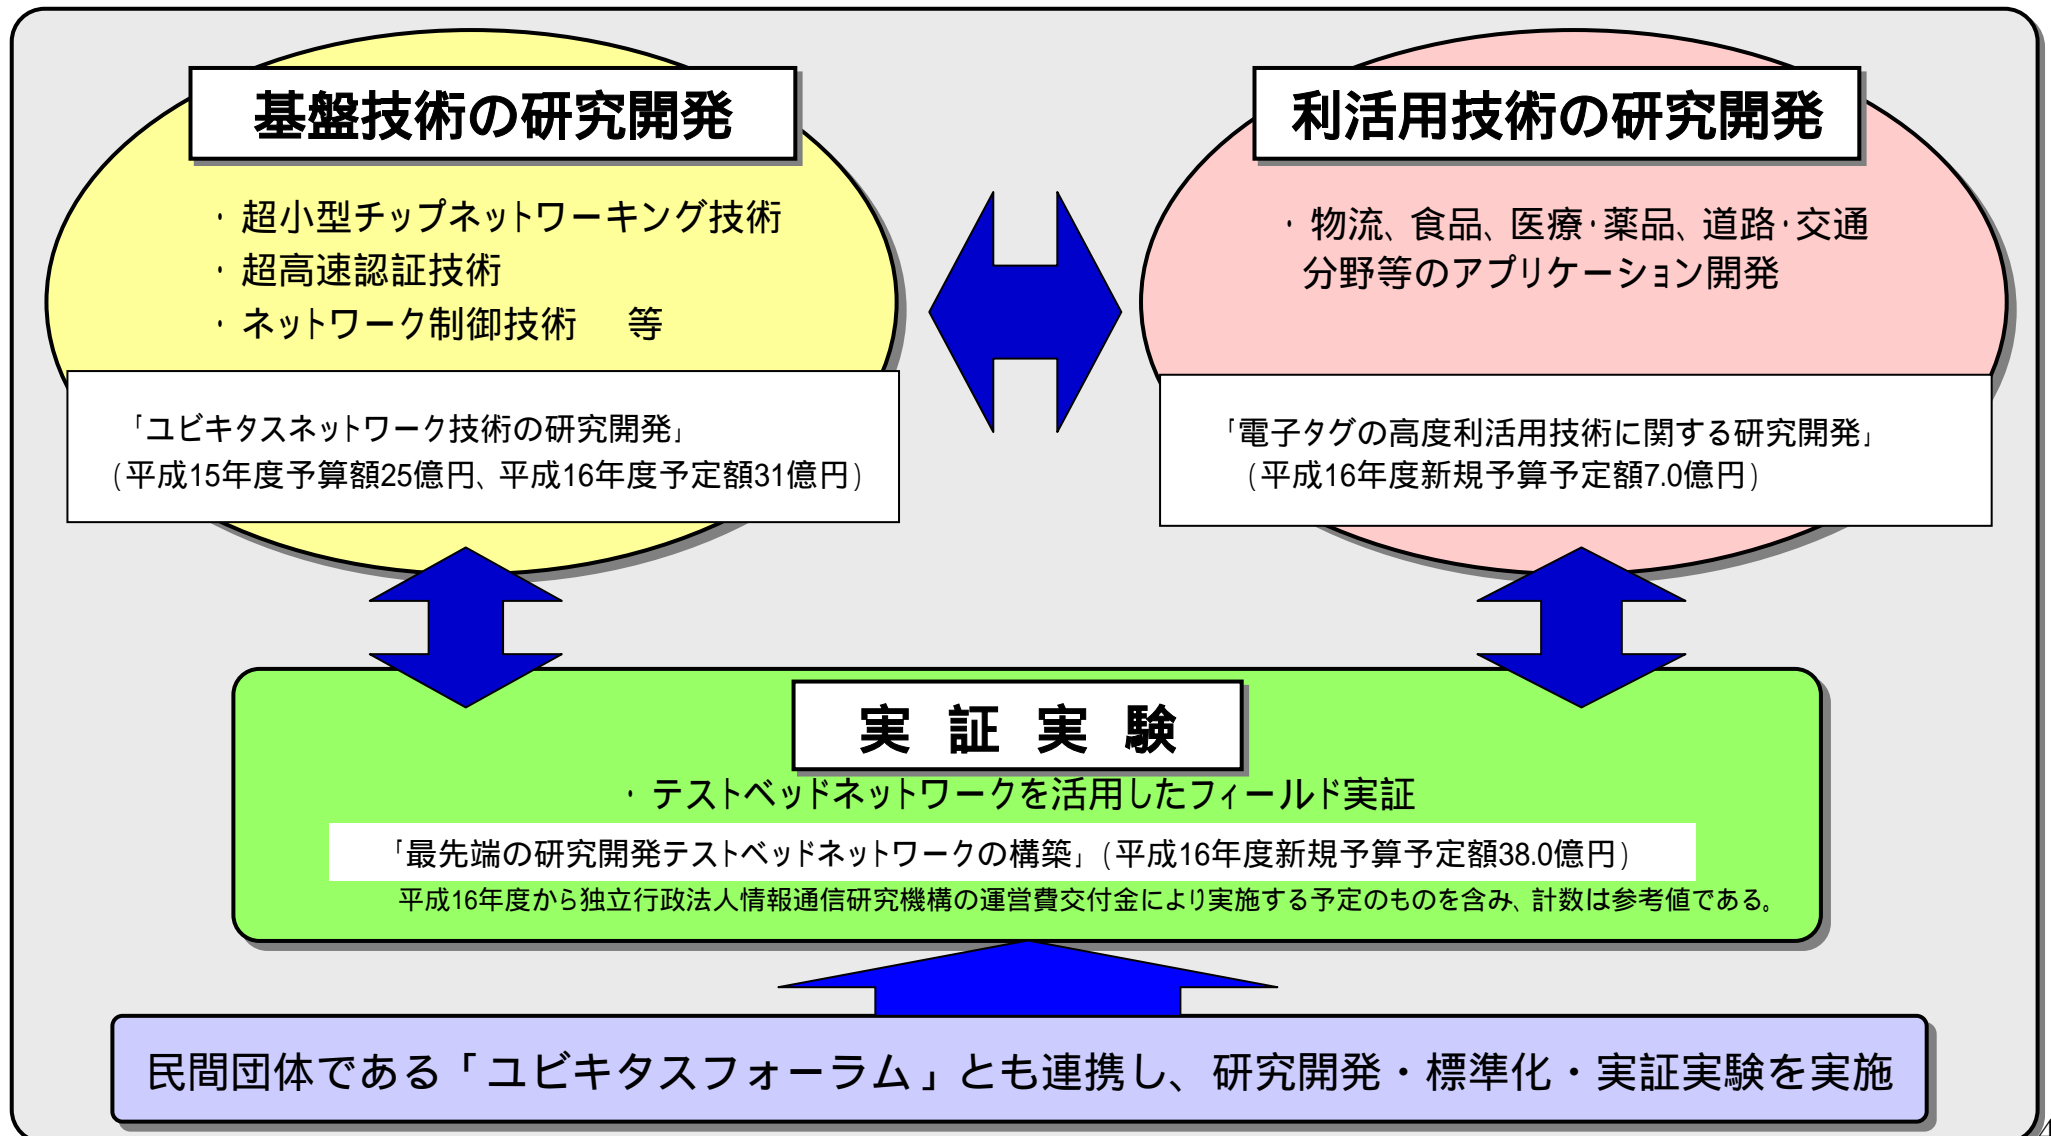 基盤技術の研究開発
・超小型チップネットワーキング技術
・超高速認証技術
・ネットワーク制御技術　等
「ユビキタスネットワーク技術の研究開発」
（平成15年度予算額25億円、平成16年度予定額31億円）
利活用技術の研究開発
・物流、食品、医療・薬品、道路・交通
分野等のアプリケーション開発
「電子タグの高度利活用技術に関する研究開発」
（平成16年度新規予算予定額7.0億円）
実 証 実 験
・テストベッドネットワークを活用したフィールド実証
「最先端の研究開発テストベッドネットワークの構築」（平成16年度新規予算予定額38.0億円）
平成16年度から独立行政法人情報通信研究機構の運営費交付金により実施する予定のものを含み、計数は参考値である。
民間団体である「ユビキタスフォーラム」とも連携し、研究開発・標準化・実証実験を実施